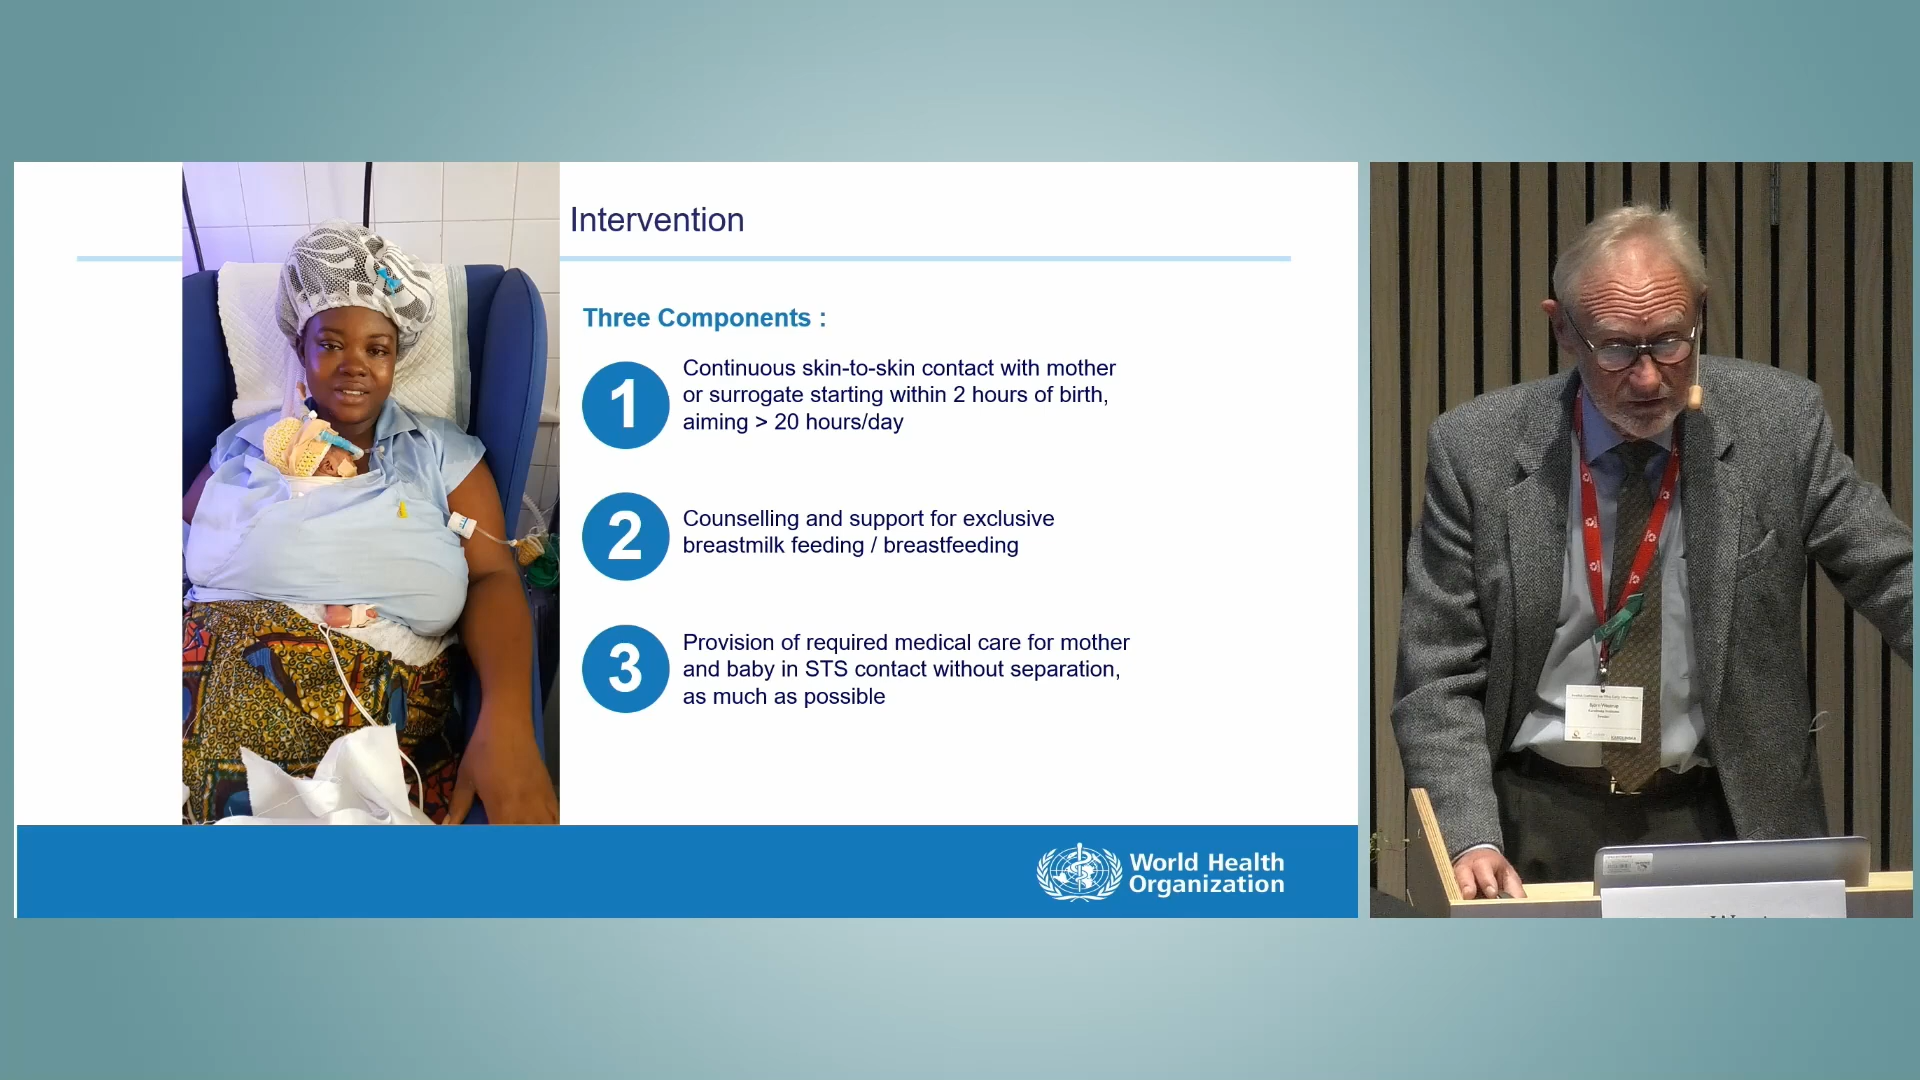 Intervention
Three Components :
1
Continuous skin-to-skin contact with mother
or surrogate starting within 2 hours of birth,
aiming > 20 hours/day
2
Counselling and support for exclusive
breastmilk feeding / breastfeeding
3
Provision of required medical care for mother
and baby in STS contact without separation,
as much as possible
World Health
Organization